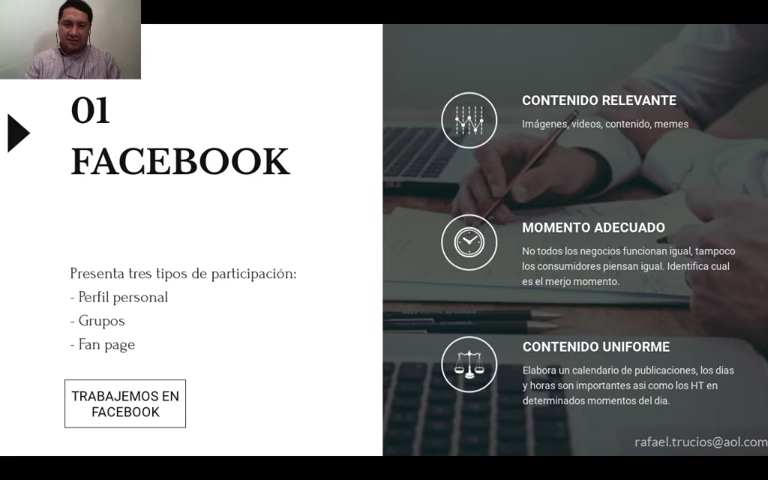 01
FACEBOOK
Presenta tres tipos de participación:
- Perfil personal
- Grupos
- Fan page
TRABAJEMOS EN
FACEBOOK
CONTENIDO RELEVANTE
Imágenes, videos, contenido, memes
MOMENTO ADECUADO
No todos los negocios funcionan igual, tampoco
los consumidores piensan igual. Identifica cual
es el merjo momento.
CONTENIDO UNIFORME
Elabora un calendario de publicaciones, los dias
y horas son importantes asi como los HT en
determinados momentos del dia.
rafael.trucios@aol.com